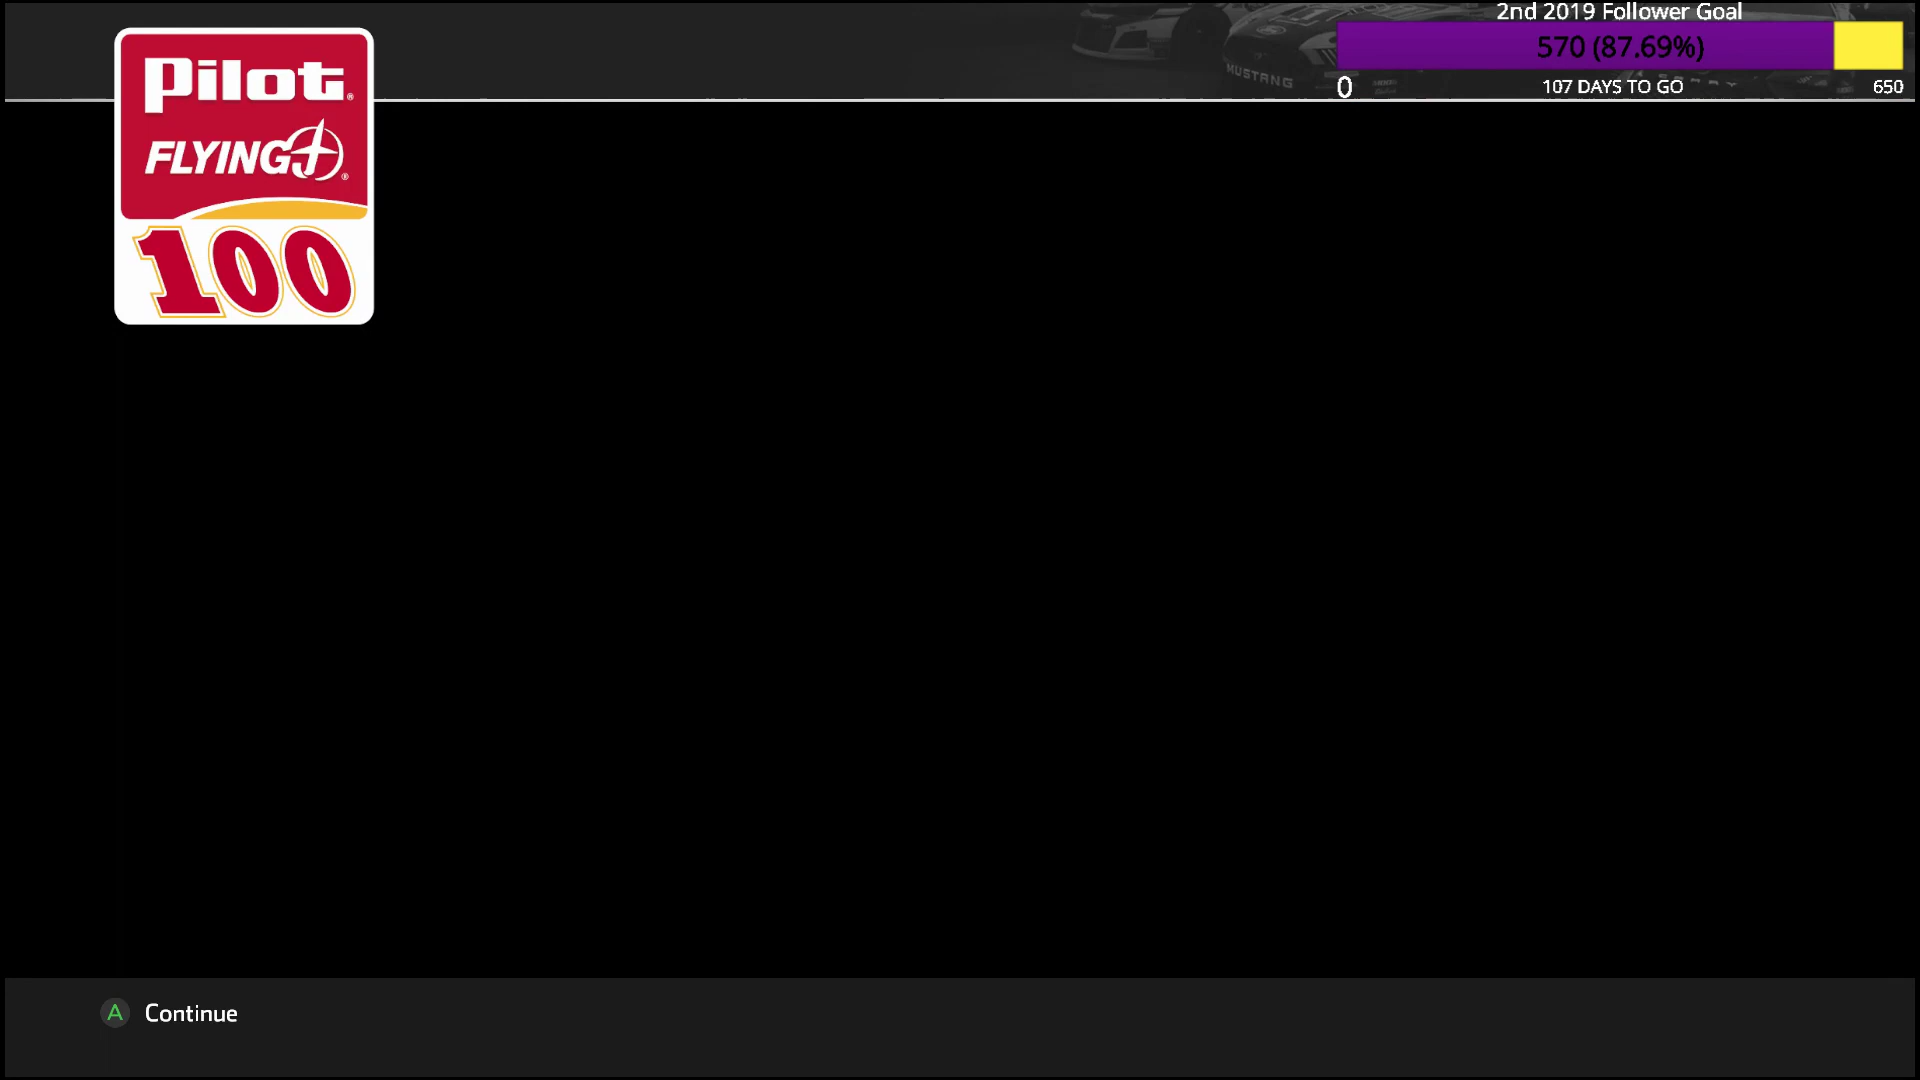 2nd 2019 Follower Goal
570 (87.69%)
0
107 DAYS TO GO
650
MUSTANG
Pilot®
FLYING J®
100
A Continue